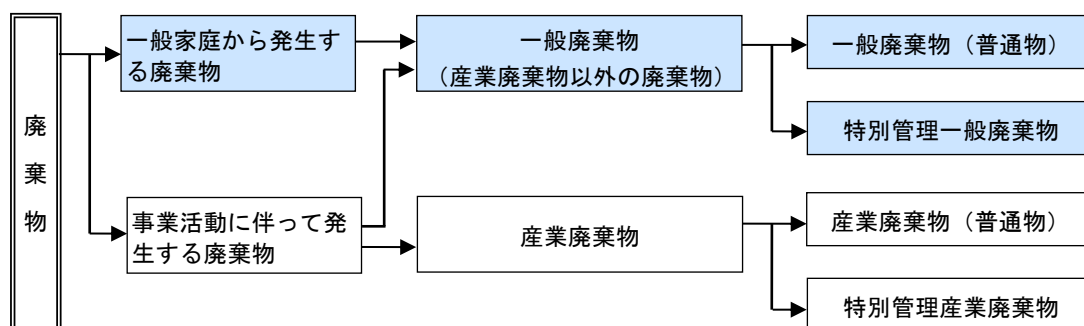 廃棄物
一般家庭から発生す
る廃棄物
一般廃棄物
（産業廃棄物以外の廃棄物）
一般廃棄物（普通物）
特別管理一般廃棄物
事業活動に伴って発
生する廃棄物
産業廃棄物
産業廃棄物（普通物）
特別管理産業廃棄物